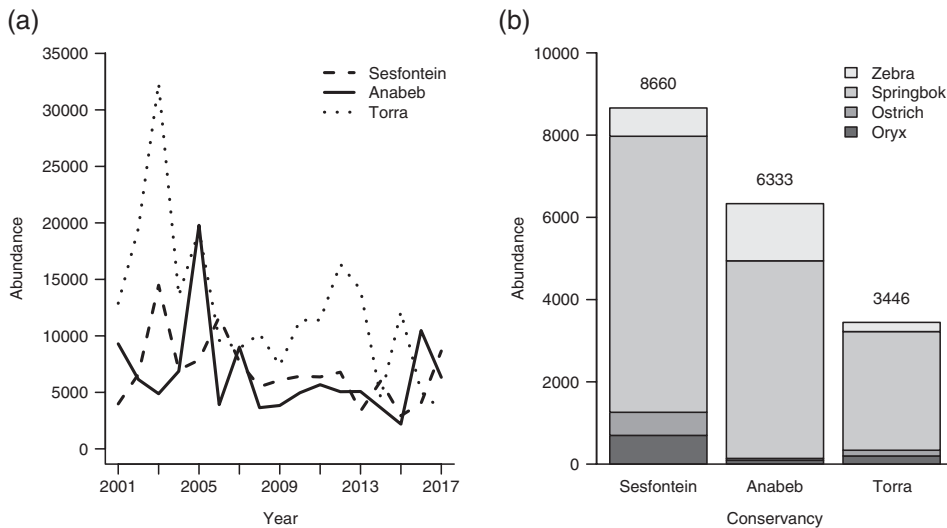 (a)
35000
30000
25000
20000
15000
10000
5000
0
Abundance
Sesfontein
Anabeb
Torra
2001 2005 2009 2013 2017
Year
(b)
10000
8000
6000
4000
2000
0
Abundance
8660
6333
3446
Zebra
Springbok
Ostrich
Oryx
Sesfontein Anabeb Torra
Conservancy